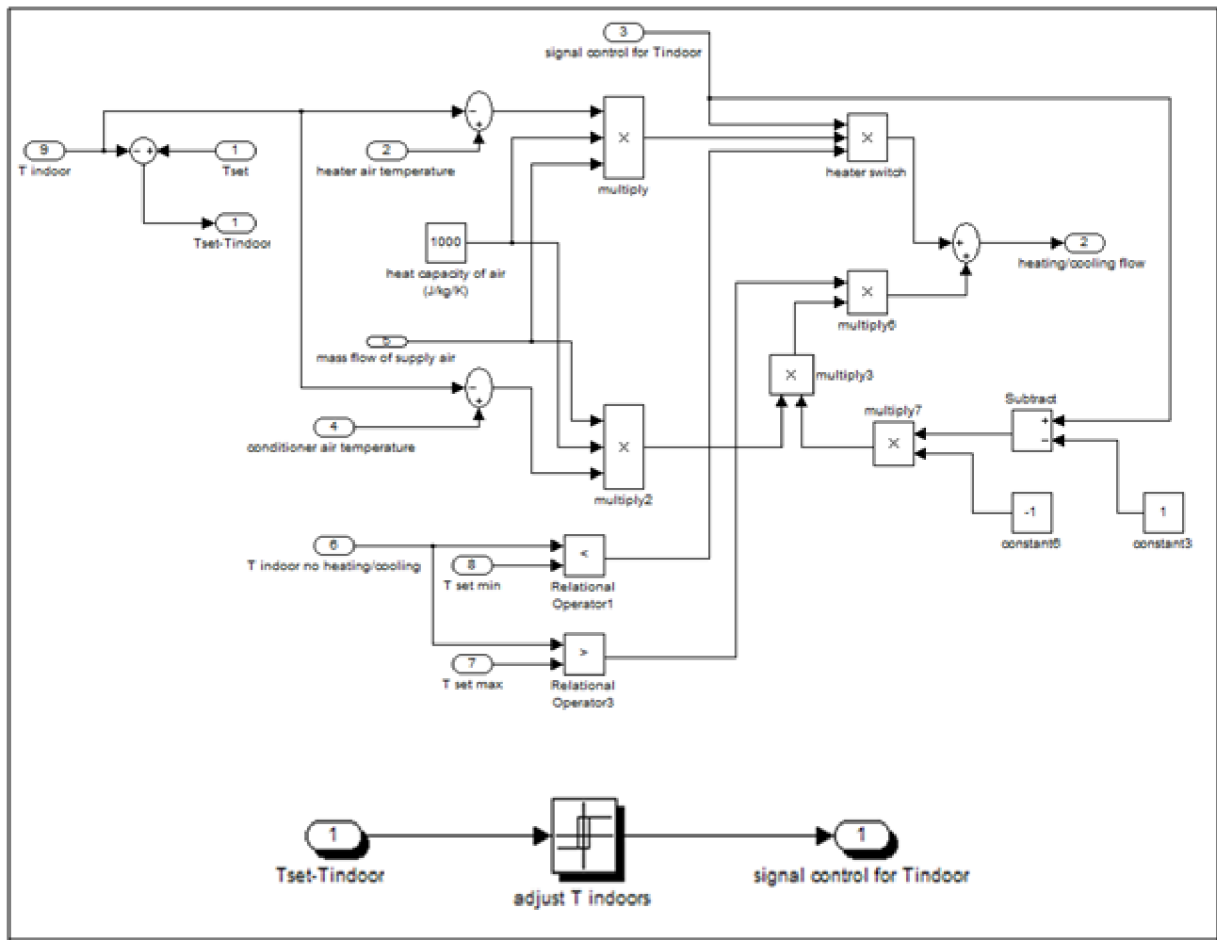 3
signal control for Tindoor
9
T indoor
- +
1
Tset
1
Tset-Tindoor
-
+
2
heater air temperature
×
multiply
×
heater switch
1000
heat capacity of air
(J/kg/K)
+
+
2
heating/cooling flow
×
multiply6
5
mass flow of supply air
×
multiply3
-
+
4
conditioner air temperature
×
multiply2
multiply7
×
Subtract
+
-
-1
constant6
1
constant3
6
T indoor no heating/cooling
8
T set min
<
Relational
Operator1
7
T set max
>
Relational
Operator3
1
Tset-Tindoor
adjust T indoors
1
signal control for Tindoor